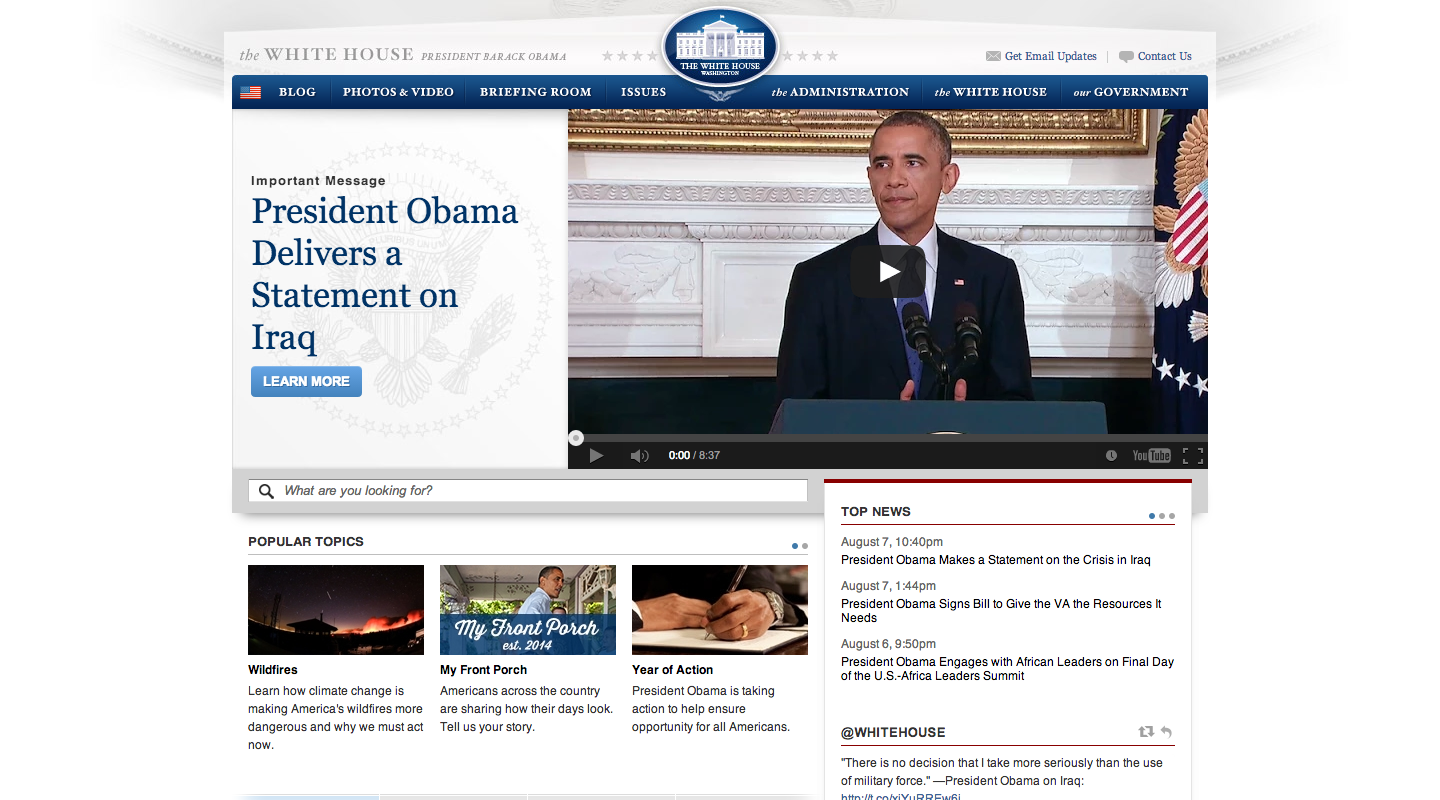 the WHITE HOUSE PRESIDENT BARACK OBAMA
THE WHITE HOUSE
WASHINGTON
Get Email Updates
Contact Us
BLOG
PHOTOS & VIDEO
BRIEFING ROOM
ISSUES
the ADMINISTRATION
the WHITE HOUSE
our GOVERNMENT
Important Message
President Obama
Delivers a
Statement on
Iraq
LEARN MORE
0:00 / 8:37
YouTube
What are you looking for?
POPULAR TOPICS
My Front Porch
est. 2014
Wildfires
Learn how climate change is
making America's wildfires more
dangerous and why we must act
now.
My Front Porch
Americans across the country
are sharing how their days look.
Tell us your story.
Year of Action
President Obama is taking
action to help ensure
opportunity for all Americans.
TOP NEWS
August 7, 10:40pm
President Obama Makes a Statement on the Crisis in Iraq
August 7, 1:44pm
President Obama Signs Bill to Give the VA the Resources It
Needs
August 6, 9:50pm
President Obama Engages with African Leaders on Final Day
of the U.S.-Africa Leaders Summit
@WHITEHOUSE
"There is no decision that I take more seriously than the use
of military force." —President Obama on Iraq: